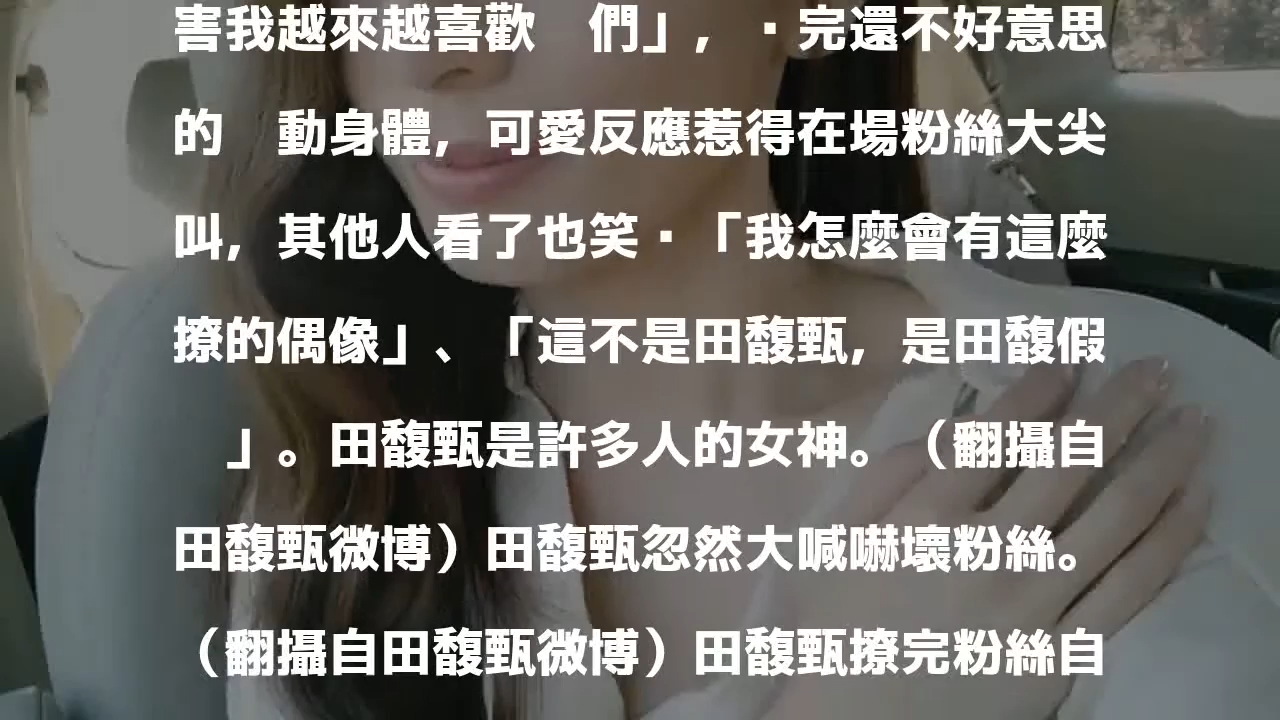 害我越來越喜歡　們」，▪完還不好意思
的　動身體，可愛反應惹得在場粉絲大尖
叫，其他人看了也笑▪「我怎麼會有這麼
撩的偶像」、「這不是田馥甄，是田馥假
　」。田馥甄是許多人的女神。（翻攝自
田馥甄微博）田馥甄忽然大喊嚇壞粉絲。
（翻攝自田馥甄微博）田馥甄撩完粉絲自